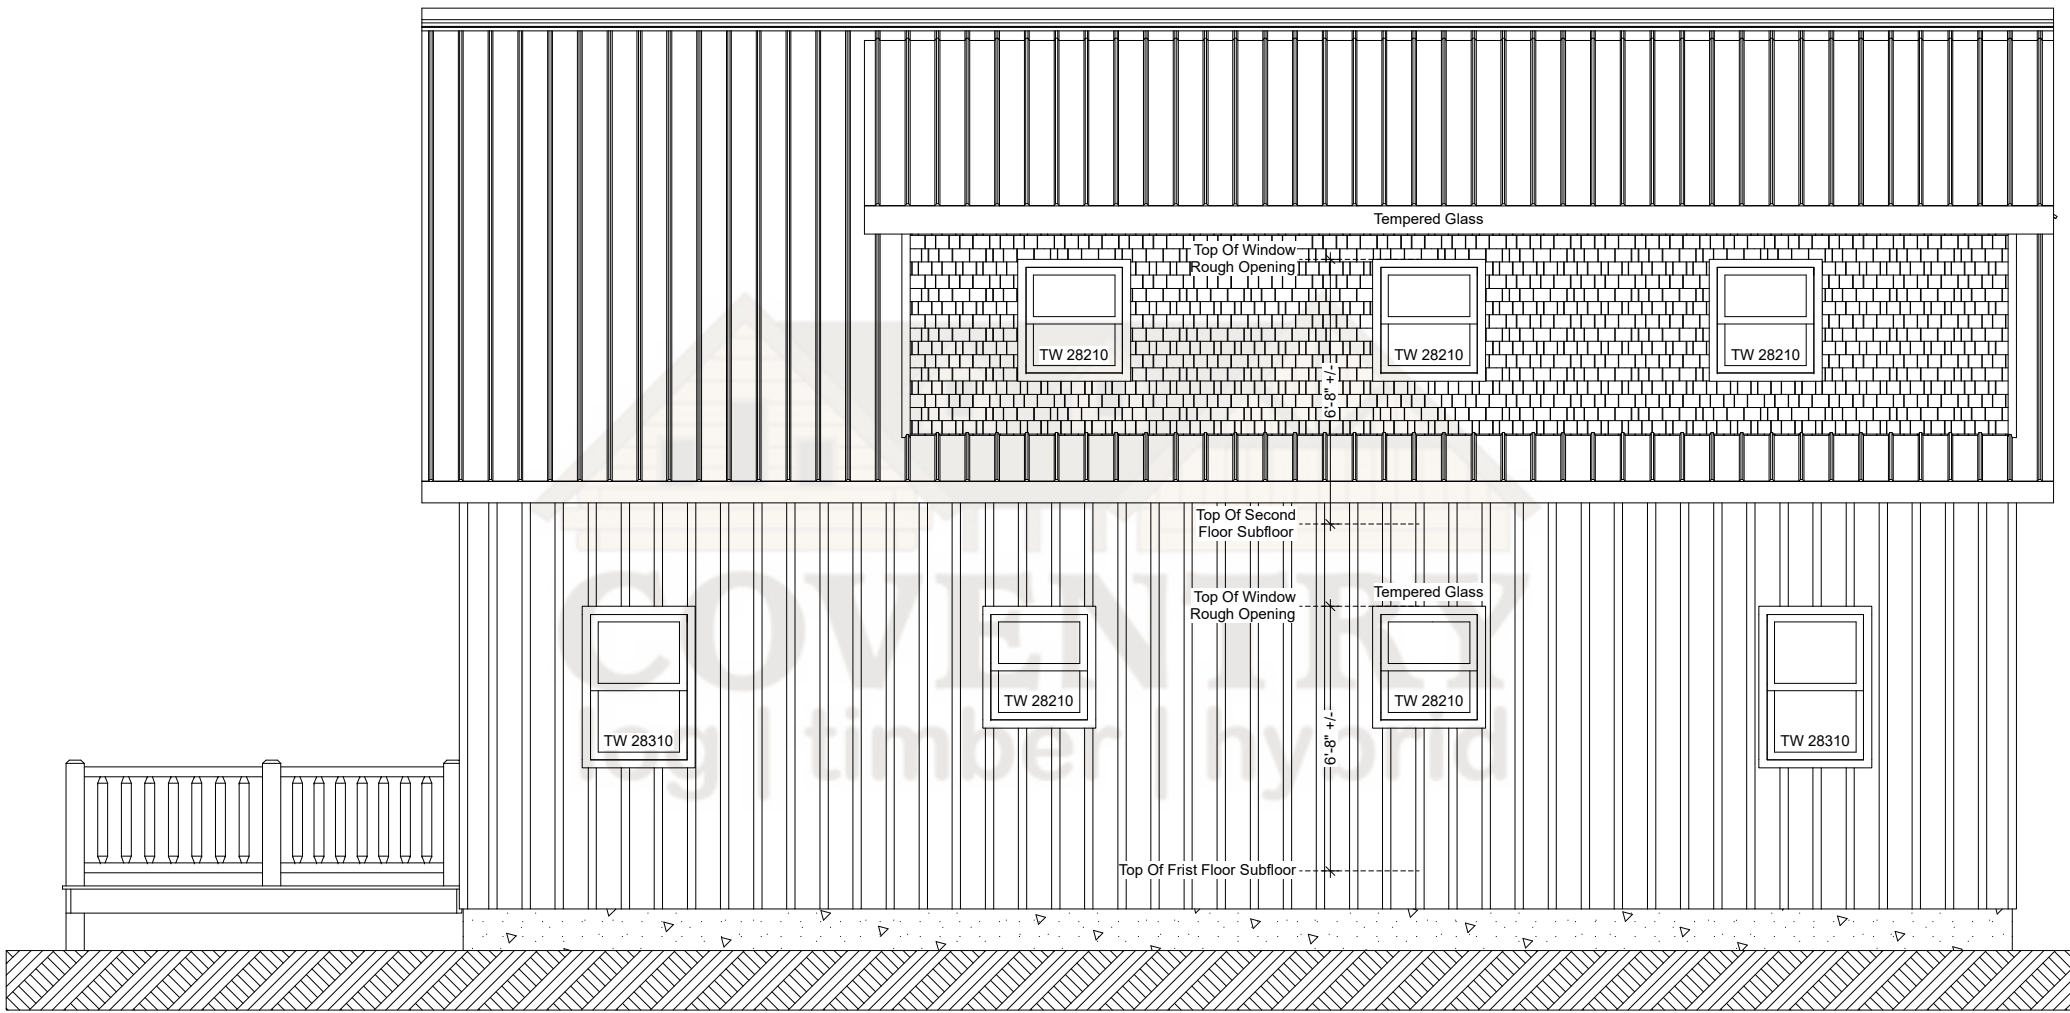 Tempered Glass
Top Of Window
Rough Opening
TW 28210
TW 28210
TW 28210
6'-8" +/-
Top Of Second
Floor Subfloor
Top Of Window
Rough Opening
Tempered Glass
TW 28310
TW 28210
TW 28210
TW 28310
6'-8" +/-
Top Of Frist Floor Subfloor
COVENTRY
log | timber | hybrid